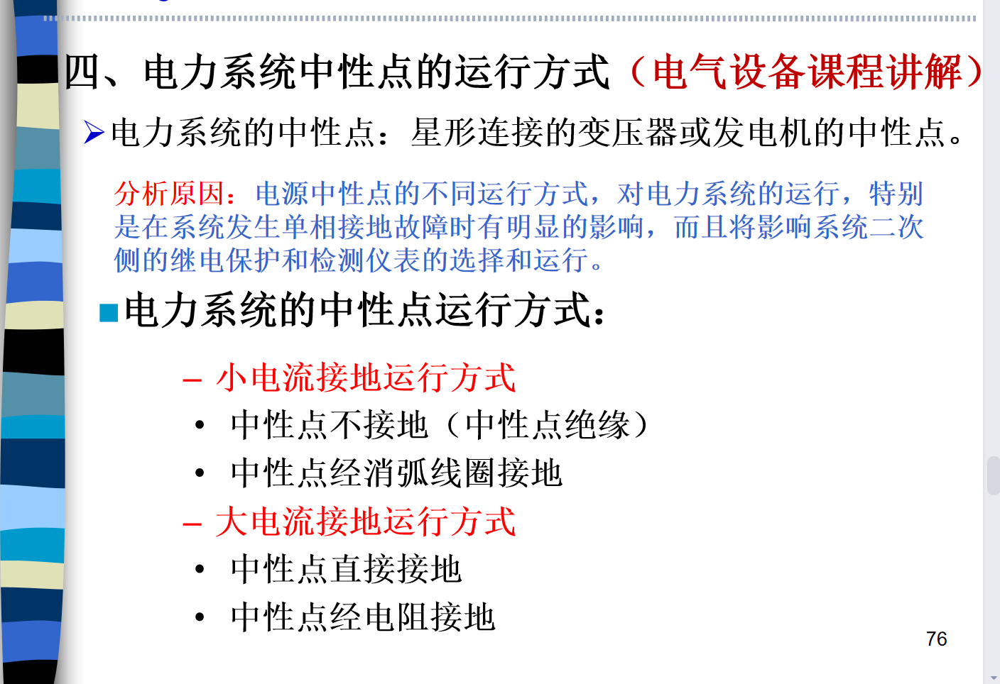 四、电力系统中性点的运行方式（电气设备课程讲解）
电力系统的中性点：星形连接的变压器或发电机的中性点。
分析原因：电源中性点的不同运行方式，对电力系统的运行，特别
是在系统发生单相接地故障时有明显的影响，而且将影响系统二次
侧的继电保护和检测仪表的选择和运行。
电力系统的中性点运行方式：
– 小电流接地运行方式
• 中性点不接地（中性点绝缘）
• 中性点经消弧线圈接地
– 大电流接地运行方式
• 中性点直接接地
• 中性点经电阻接地
76